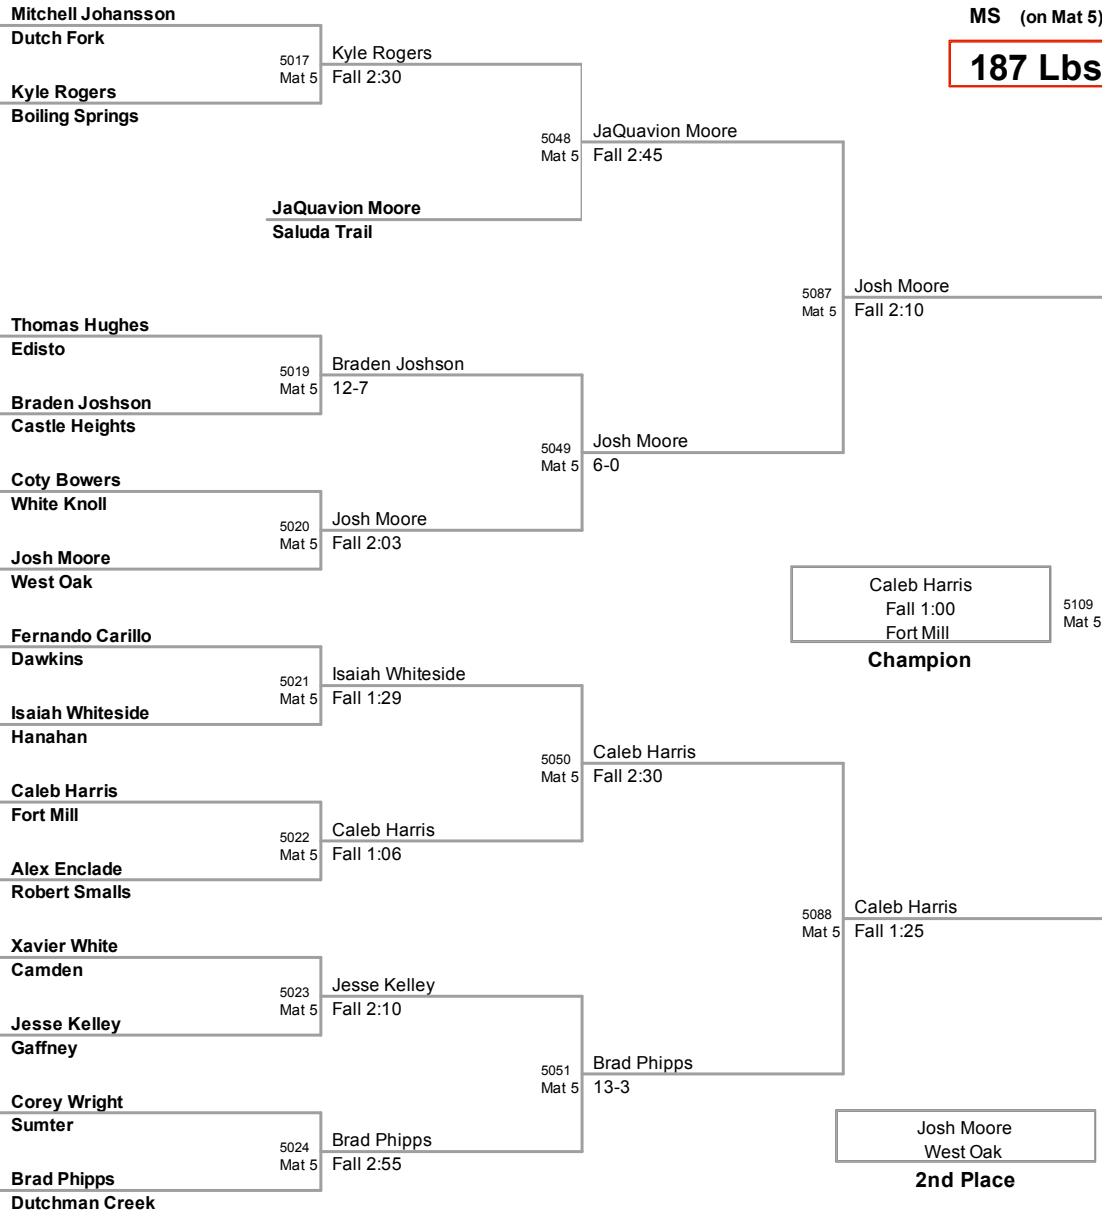 Mitchell Johansson
Dutch Fork
MS (on Mat 5)
187 Lbs
5017
Mat 5
Kyle Rogers
Fall 2:30
Kyle Rogers
Boiling Springs
5048
Mat 5
JaQuavion Moore
Fall 2:45
JaQuavion Moore
Saluda Trail
5087
Mat 5
Josh Moore
Fall 2:10
Thomas Hughes
Edisto
5019
Mat 5
Braden Joshson
12-7
Braden Joshson
Castle Heights
5049
Mat 5
Josh Moore
6-0
Coty Bowers
White Knoll
5020
Mat 5
Josh Moore
Fall 2:03
Josh Moore
West Oak
Caleb Harris
Fall 1:00
Fort Mill
5109
Mat 5
Champion
Fernando Carillo
Dawkins
5021
Mat 5
Isaiah Whiteside
Fall 1:29
Isaiah Whiteside
Hanahan
5050
Mat 5
Caleb Harris
Fall 2:30
Caleb Harris
Fort Mill
5022
Mat 5
Caleb Harris
Fall 1:06
Alex Enclade
Robert Smalls
5088
Mat 5
Caleb Harris
Fall 1:25
Xavier White
Camden
5023
Mat 5
Jesse Kelley
Fall 2:10
Jesse Kelley
Gaffney
5051
Mat 5
Brad Phipps
13-3
Corey Wright
Sumter
5024
Mat 5
Brad Phipps
Fall 2:55
Brad Phipps
Dutchman Creek
Josh Moore
West Oak
2nd Place